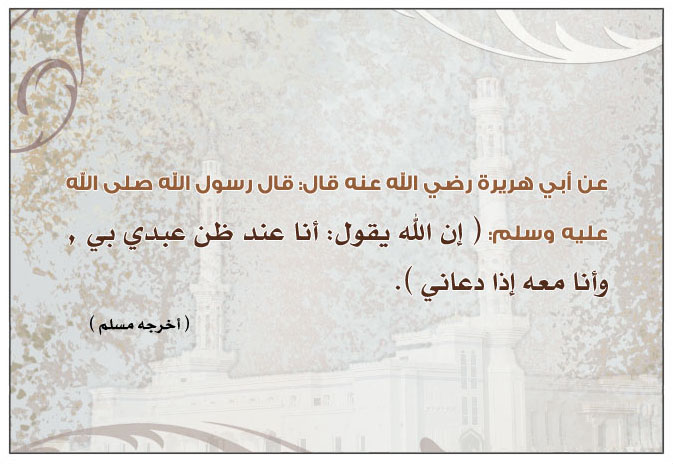 عن أبي هريرة رضي الله عنه قال: قال رسول الله صلى الله
عليه وسلم: ( إن الله يقول: أنا عند ظن عبدي بي ,
وأنا معه إذا دعاني ).
( أخرجه مسلم )